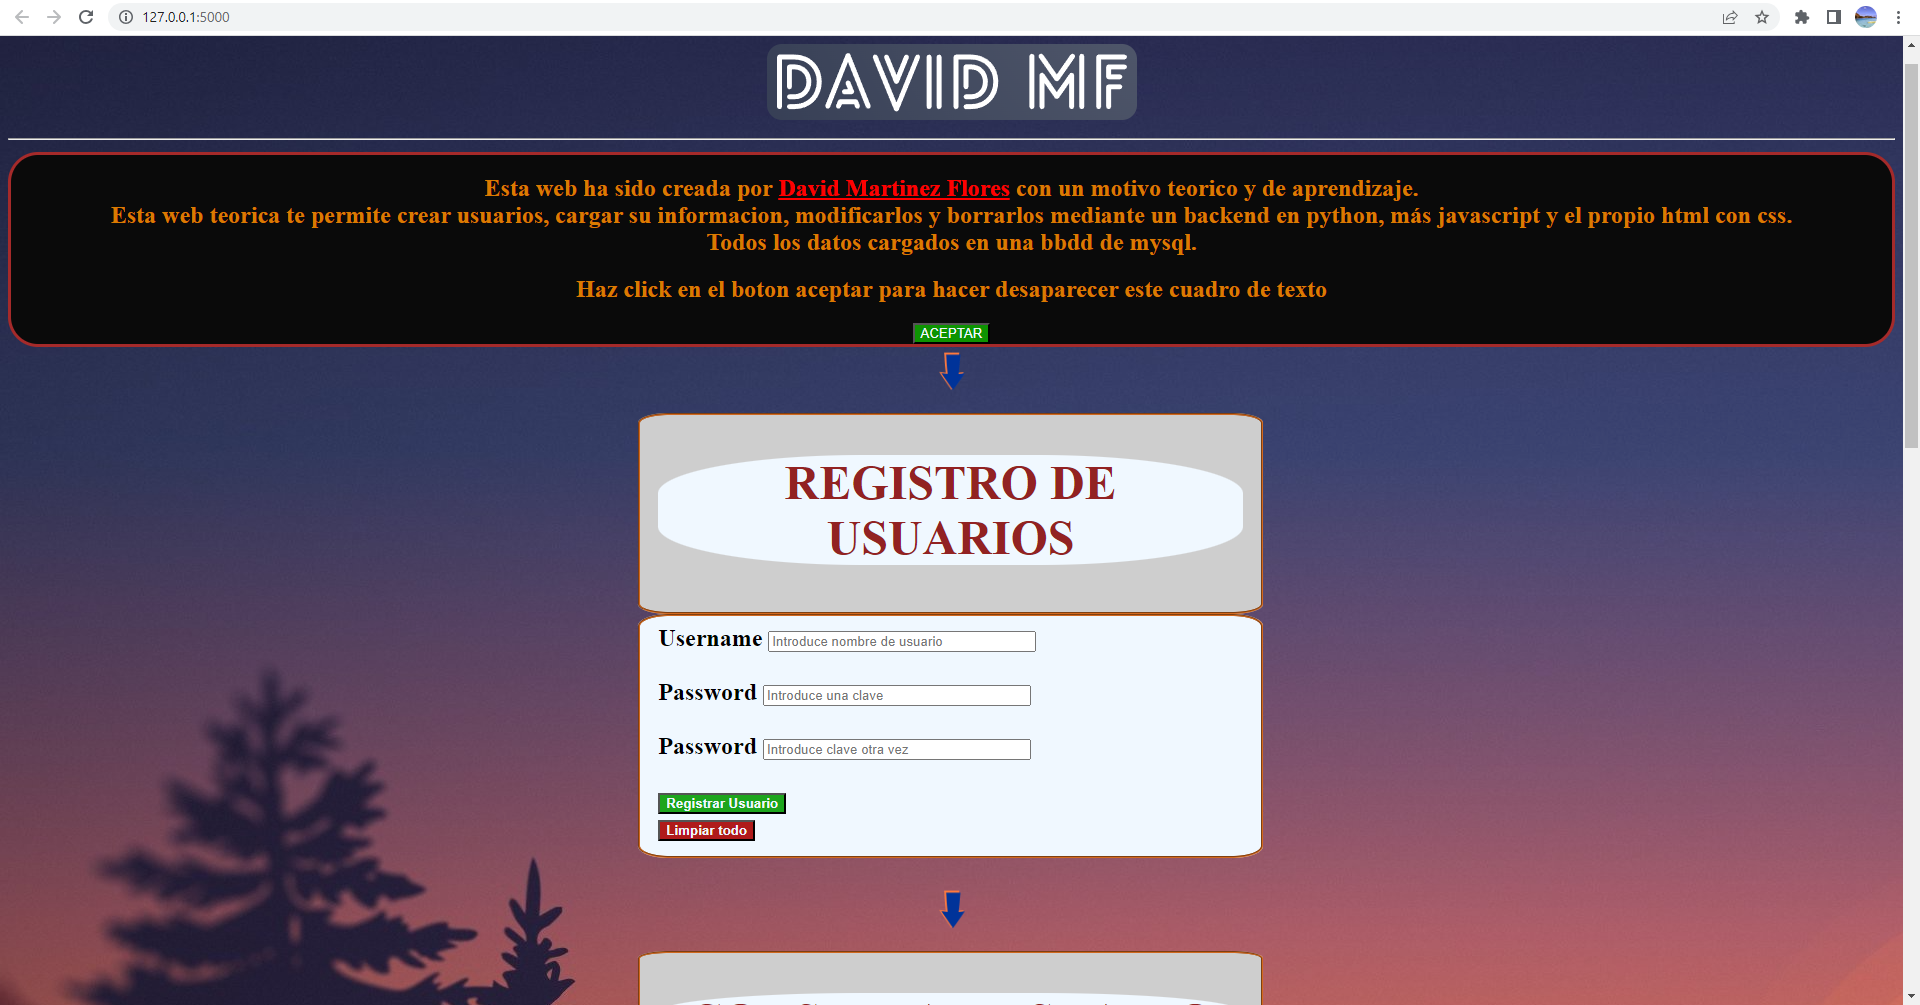 127.0.0.1:5000
DAVID MF
Esta web ha sido creada por David Martinez Flores con un motivo teorico y de aprendizaje.
Esta web teorica te permite crear usuarios, cargar su informacion, modificarlos y borrarlos mediante un backend en python, más javascript y el propio html con css.
Todos los datos cargados en una bbdd de mysql.
Haz click en el boton aceptar para hacer desaparecer este cuadro de texto
ACEPTAR
REGISTRO DE
USUARIOS
Username Introduce nombre de usuario
Password Introduce una clave
Password Introduce clave otra vez
Registrar Usuario
Limpiar todo